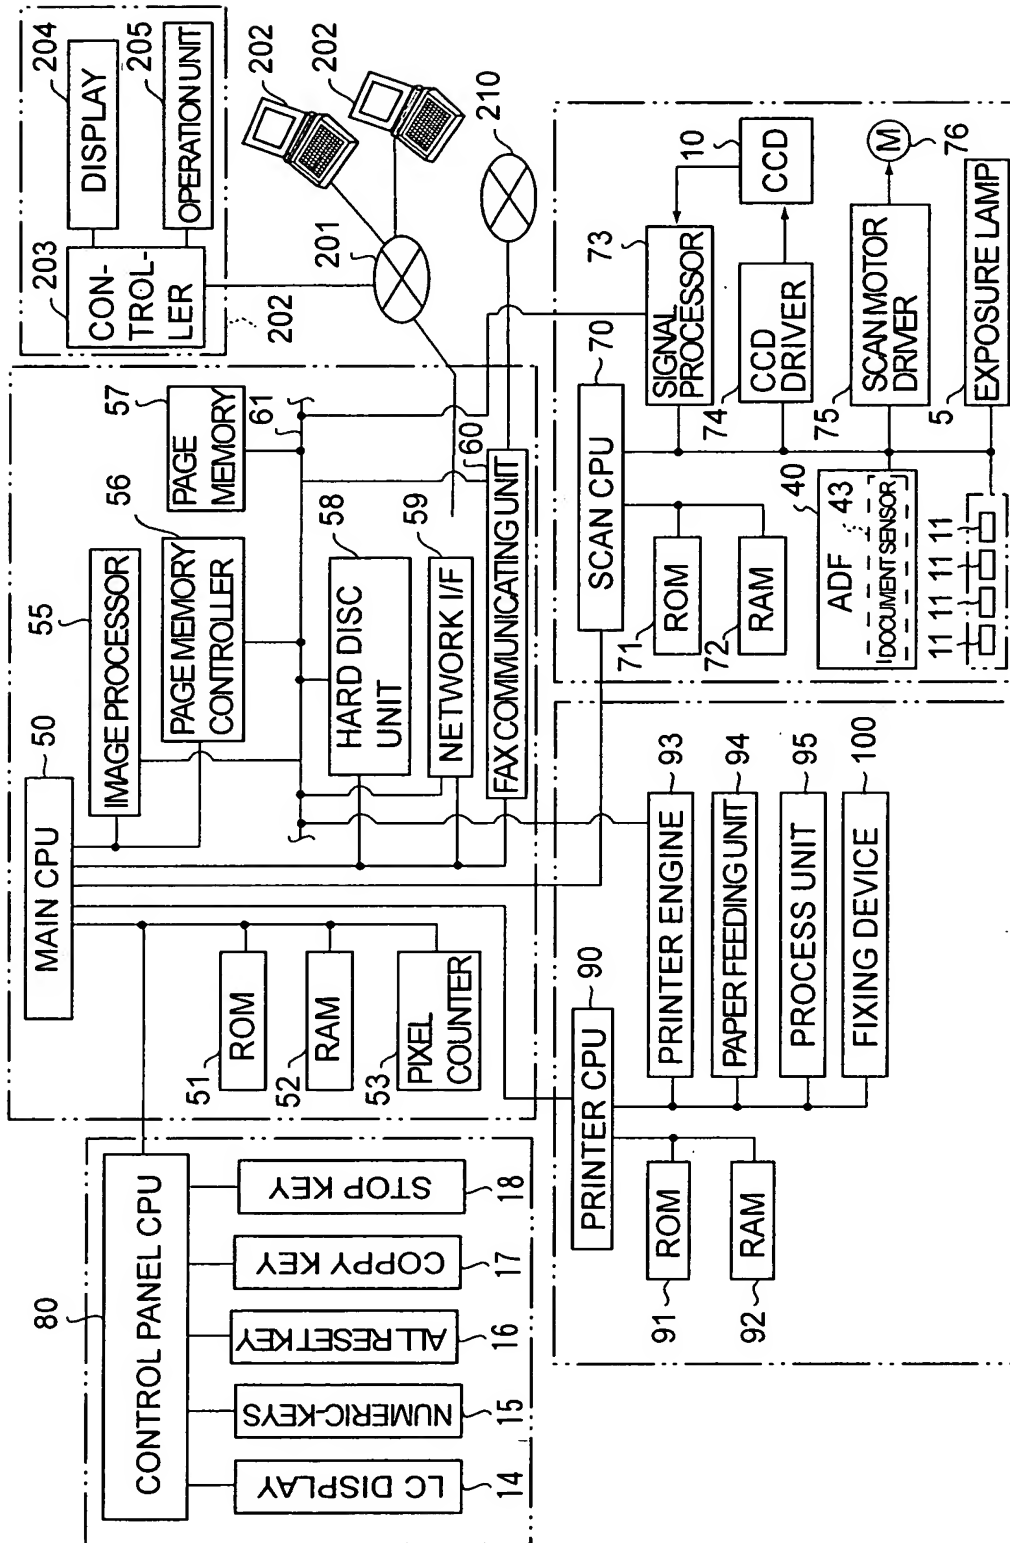 80
CONTROL PANEL CPU
LC DISPLAY
14
NUMERIC-KEYS
15
ALL RESET KEY
16
COPPY KEY
17
STOP KEY
18
MAIN CPU
50
51
ROM
52
RAM
53
PIXEL
COUNTER
IMAGE PROCESSOR
55
PAGE MEMORY
CONTROLLER
56
PAGE
MEMORY
57
61
HARD DISC
UNIT
58
NETWORK I/F
59
FAX COMMUNICATING UNIT
60
203
CON-
TROL-
LER
204
DISPLAY
205
OPERATION UNIT
202
201
202
202
210
PRINTER CPU
90
91
ROM
92
RAM
PRINTER ENGINE
93
PAPER FEEDING UNIT
94
PROCESS UNIT
95
FIXING DEVICE
100
SCAN CPU
70
71
ROM
72
RAM
73
SIGNAL
PROCESSOR
10
CCD
74
CCD
DRIVER
75
SCAN MOTOR
DRIVER
M
76
5
EXPOSURE LAMP
40
ADF
43
DOCUMENT SENSOR
11 11 11 11